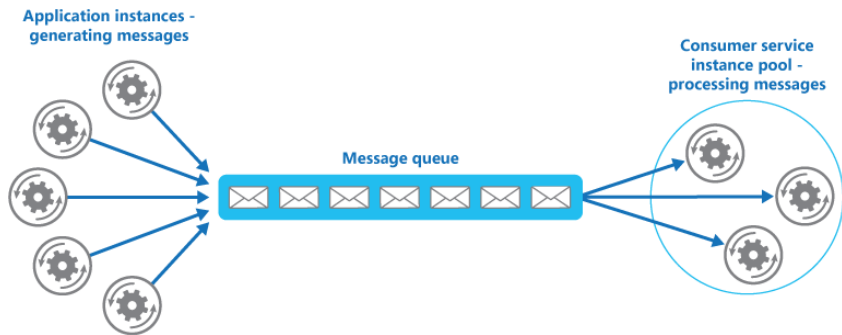 Application instances -
generating messages
Consumer service
instance pool -
processing messages
Message queue